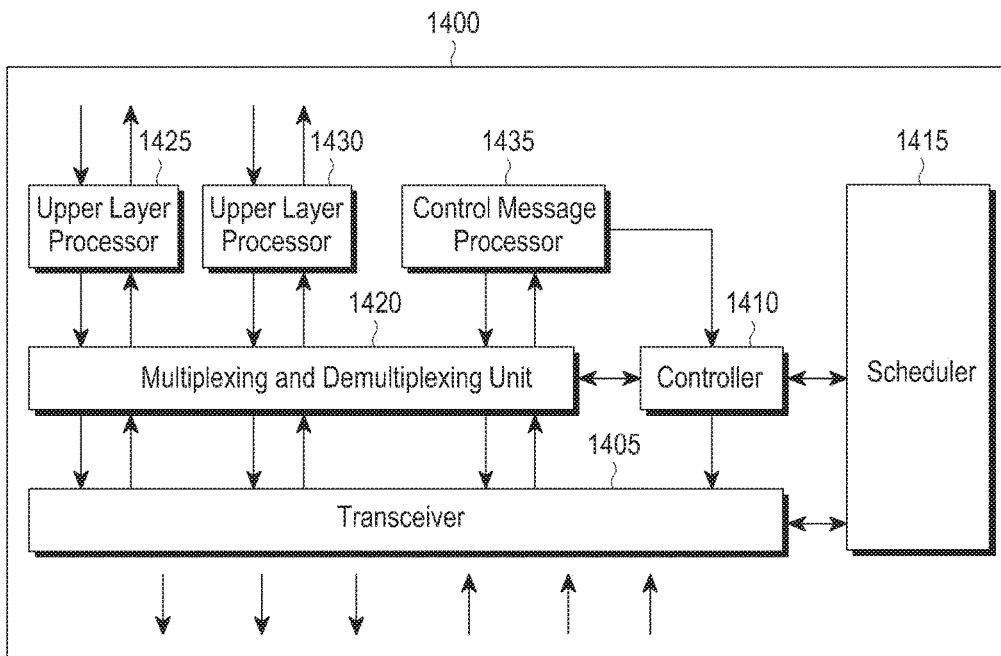 1400
1425
1430
1435
1415
Upper Layer
Processor
Upper Layer
Processor
Control Message
Processor
1420
1410
Multiplexing and Demultiplexing Unit
Controller
Scheduler
1405
Transceiver